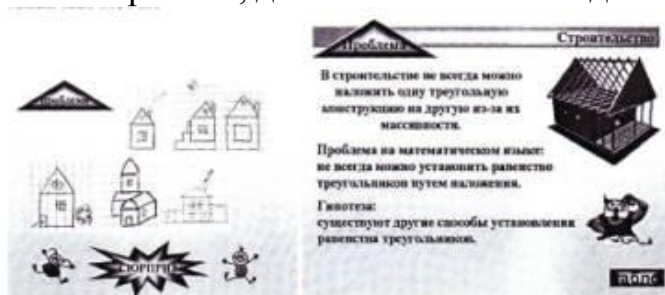 Проблема
СЮРПРИЗ
Проблема
Строительство
В строительстве не всегда можно
наложить одну треугольную
конструкцию на другую из-за их
массивности.
Проблема на математическом языке:
не всегда можно установить равенство
треугольников путем наложения.
Гипотеза:
существуют другие способы установления
равенства треугольников.